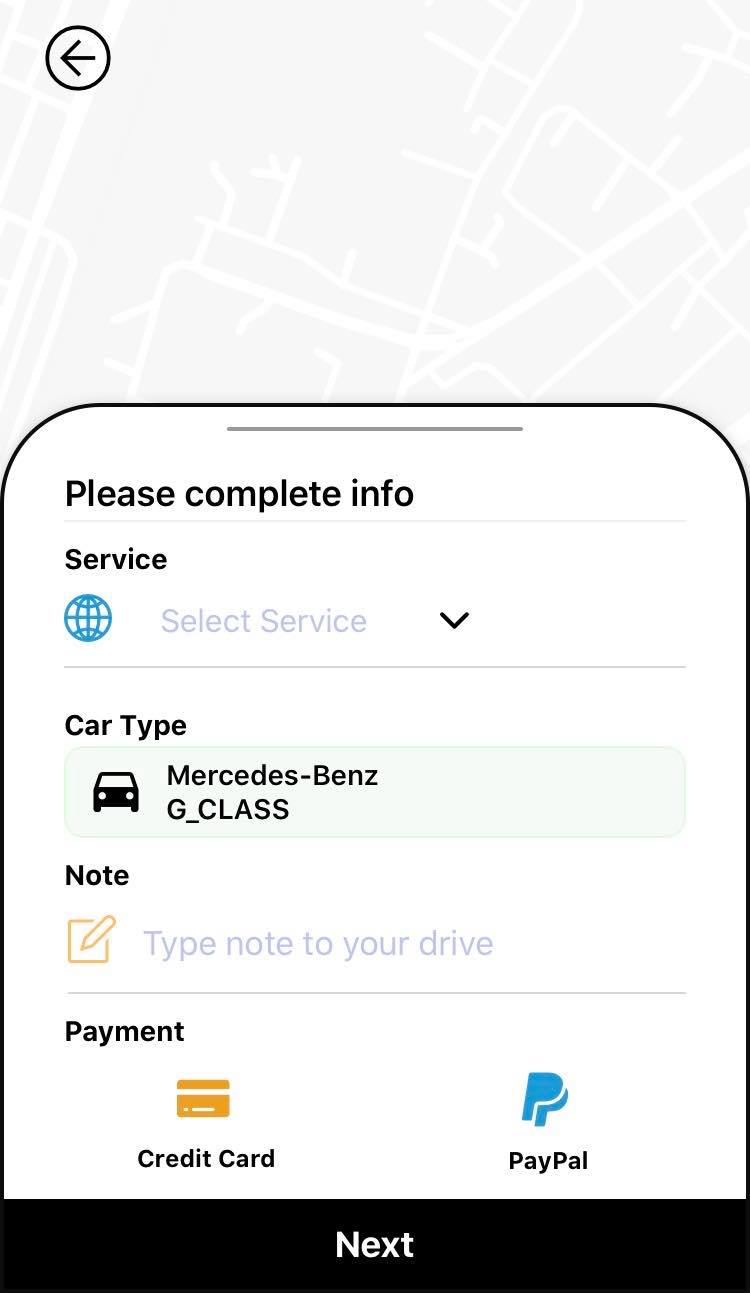 Please complete info
Service
Select Service
Car Type
Mercedes-Benz
G_CLASS
Note
Type note to your drive
Payment
Credit Card
PayPal
Next